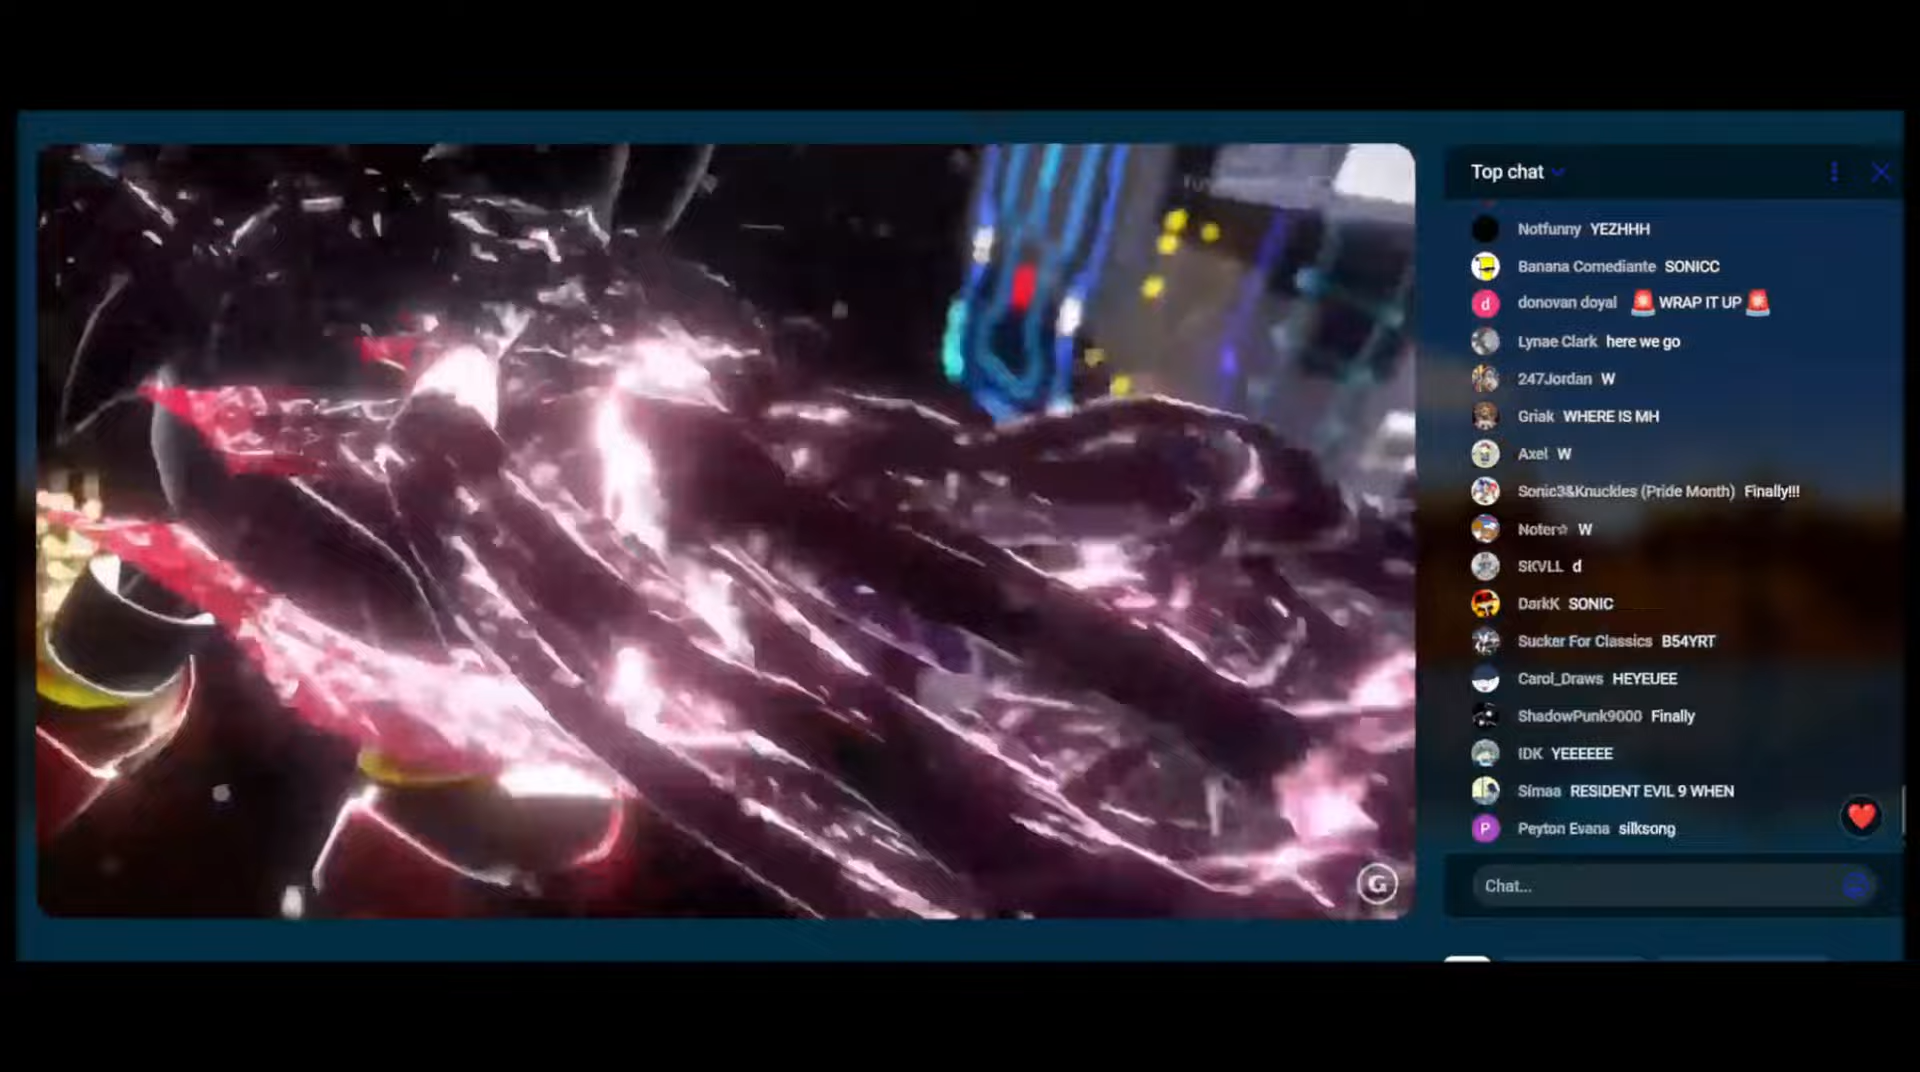 Top chat
Notfunny YEZHHH
Banana Comediante SONICC
donovan doyal 🚨 WRAP IT UP 🚨
Lynae Clark here we go
247Jordan W
Griak WHERE IS MH
Axel W
Sonic3&Knuckles (Pride Month) Finally!!!
Noter☆ W
SKVLL d
DarkK SONIC
Sucker For Classics B54YRT
Carol_Draws HEYEUEE
ShadowPunk9000 Finally
IDK YEEEEEE
Simaa RESIDENT EVIL 9 WHEN
P Peyton Evana silksong
G
Chat...